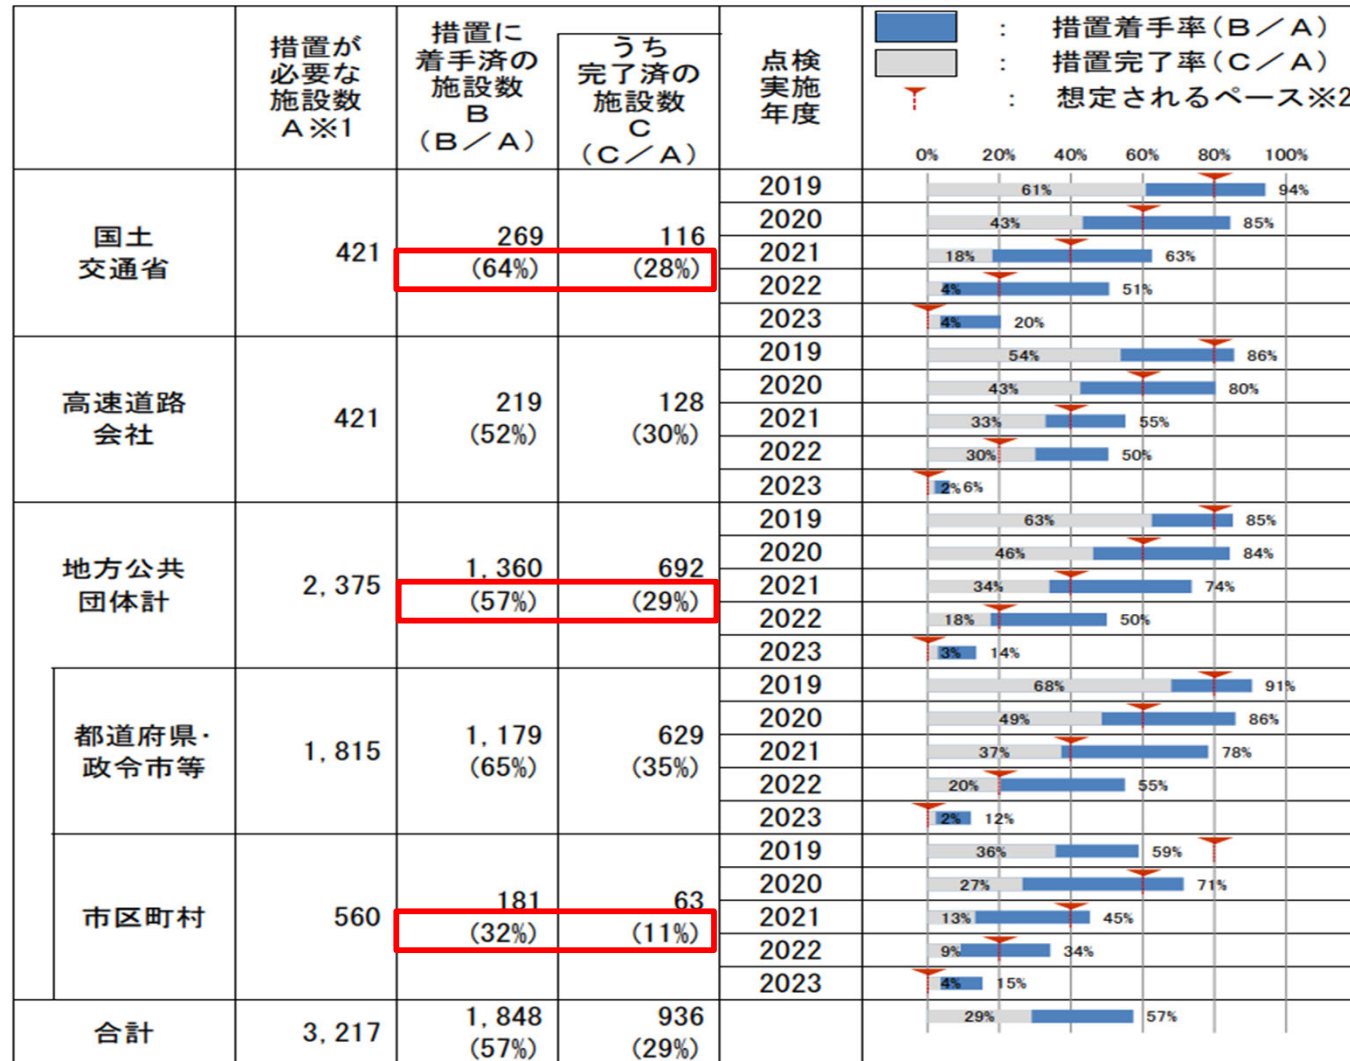 措置が
必要な
施設数
A※1
措置に
着手済の
施設数
B
(B/A)
うち
完了済の
施設数
C
(C/A)
点検
実施
年度
： 措置着手率(B/A)
： 措置完了率(C/A)
： 想定されるペース※2
0% 20% 40% 60% 80% 100%
国土
交通省
421
269
(64%)
116
(28%)
2019 61% 94%
2020 43% 85%
2021 18% 63%
2022 4% 51%
2023 4% 20%
高速道路
会社
421
219
(52%)
128
(30%)
2019 54% 86%
2020 43% 80%
2021 33% 55%
2022 30% 50%
2023 2% 6%
地方公共
団体計
2,375
1,360
(57%)
692
(29%)
2019 63% 85%
2020 46% 84%
2021 34% 74%
2022 18% 50%
2023 3% 14%
都道府県・
政令市等
1,815
1,179
(65%)
629
(35%)
2019 68% 91%
2020 49% 86%
2021 37% 78%
2022 20% 55%
2023 2% 12%
市区町村
560
181
(32%)
63
(11%)
2019 36% 59%
2020 27% 71%
2021 13% 45%
2022 9% 34%
2023 4% 15%
合計
3,217
1,848
(57%)
936
(29%)
29% 57%